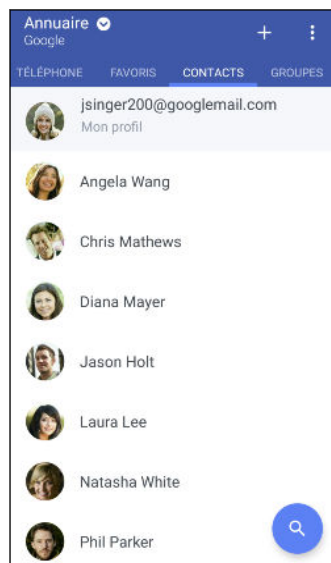 Annuaire
Google
TÉLÉPHONE FAVORIS CONTACTS GROUPES
jsinger200@googlemail.com
Mon profil
Angela Wang
Chris Mathews
Diana Mayer
Jason Holt
Laura Lee
Natasha White
Phil Parker